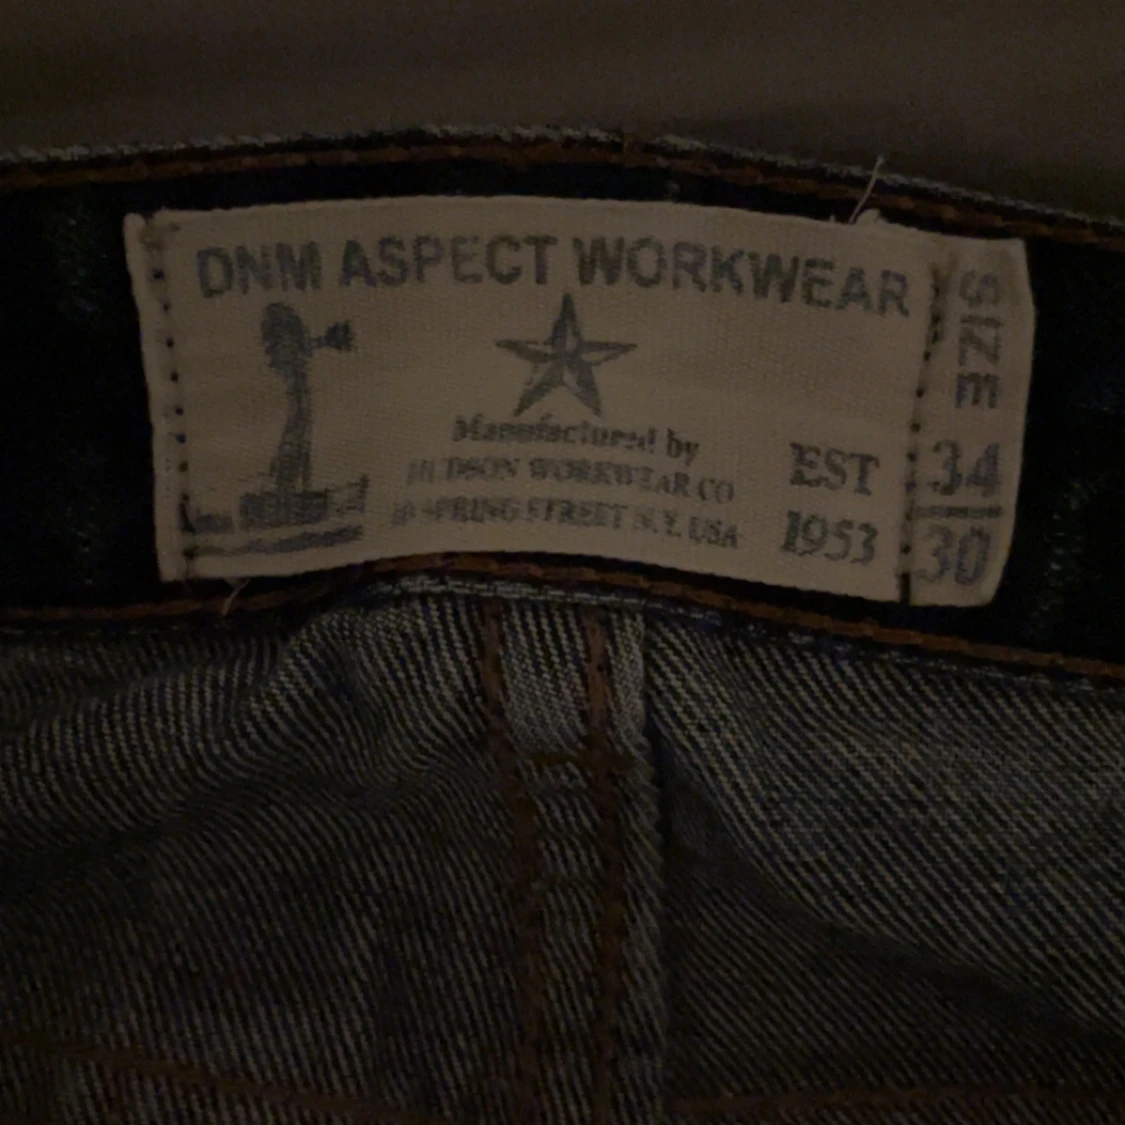 DNM ASPECT WORKWEAR
Manufactured by
HUDSON WORKWEAR CO
SPRING STREET N.Y. USA
EST
1953
SIZE
34
30